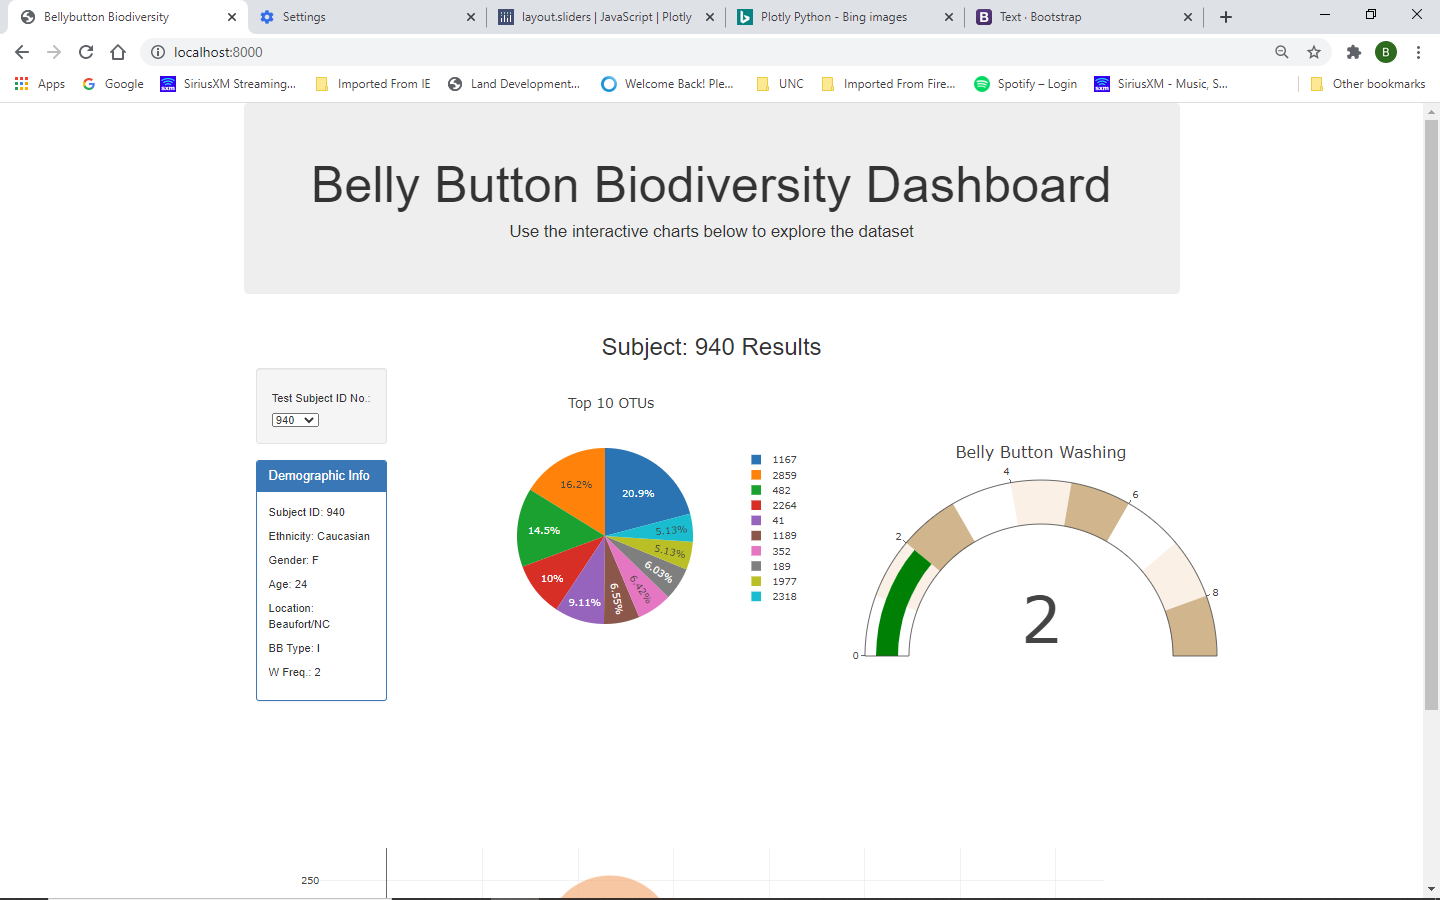 Bellybutton Biodiversity
Settings
layout.sliders | JavaScript | Plotly
Plotly Python - Bing images
Text · Bootstrap
localhost:8000
B
Apps
Google
SiriusXM Streaming...
Imported From IE
Land Development...
Welcome Back! Ple...
UNC
Imported From Fire...
Spotify – Login
SiriusXM - Music, S...
Other bookmarks
Belly Button Biodiversity Dashboard
Use the interactive charts below to explore the dataset
Subject: 940 Results
Test Subject ID No.:
940
Demographic Info
Subject ID: 940
Ethnicity: Caucasian
Gender: F
Age: 24
Location:
Beaufort/NC
BB Type: I
W Freq.: 2
Top 10 OTUs
20.9%
16.2%
14.5%
10%
9.11%
6.55%
6.42%
6.03%
5.13%
5.13%
1167
2859
482
2264
41
1189
352
189
1977
2318
Belly Button Washing
0
2
4
6
8
2
250